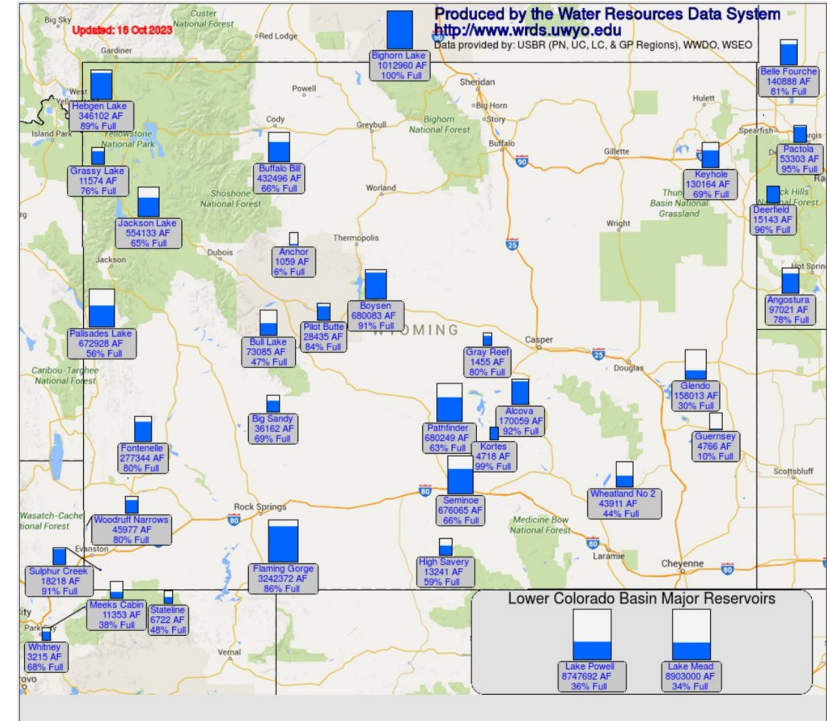 Produced by the Water Resources Data System
http://www.wrds.uwyo.edu
Data provided by: USBR (PN, UC, LC, & GP Regions), WWDO, WSEO
Updated: 16 Oct 2023
Big Sky
Custer
National Forest
Red Lodge
Gardiner
Bighorn Lake
1012960 AF
100% Full
Belle Fourche
140888 AF
81% Full
West
Hebgen Lake
346102 AF
89% Full
Powell
Sheridan
Big Horn
Story
Hulett
Island Park
Yellowstone
National Park
Cody
Greybull
Bighorn
National Forest
Buffalo
Spearfish
Pactola
53303 AF
95% Full
Grassy Lake
11574 AF
76% Full
Buffalo Bill
432496 AF
66% Full
Gillette
90
Keyhole
130164 AF
69% Full
Worland
Shoshone
National Forest
Basin National
Grassland
Deerfield
15143 AF
96% Full
Jackson Lake
554133 AF
65% Full
Wright
Thermopolis
25
Anchor
1059 AF
6% Full
Jackson
Dubois
Hot Sprin
Angostura
97021 AF
78% Full
Boysen
680083 AF
91% Full
Palisades Lake
672928 AF
56% Full
Pilot Butte
28435 AF
84% Full
Bull Lake
73085 AF
47% Full
WYOMING
Casper
Gray Reef
1455 AF
80% Full
25
Douglas
Caribou-Targhee
National Forest
Glendo
158013 AF
30% Full
Alcova
170059 AF
92% Full
Big Sandy
36162 AF
69% Full
Pathfinder
680249 AF
63% Full
Kortes
4718 AF
99% Full
Guernsey
4766 AF
10% Full
Fontenelle
277344 AF
80% Full
Scottsbluff
Seminoe
676065 AF
66% Full
80
Wheatland No 2
43911 AF
44% Full
Wasatch-Cache
tional Forest
Rock Springs
Woodruff Narrows
45977 AF
80% Full
80
Medicine Bow
National Forest
Evanston
Sulphur Creek
18218 AF
91% Full
Flaming Gorge
3242372 AF
86% Full
High Savery
13241 AF
59% Full
80
Laramie
Cheyenne
80
Meeks Cabin
11353 AF
38% Full
Stateline
6722 AF
48% Full
Lower Colorado Basin Major Reservoirs
Whitney
3215 AF
68% Full
Vernal
Lake Powell
8747692 AF
36% Full
Lake Mead
8903000 AF
34% Full